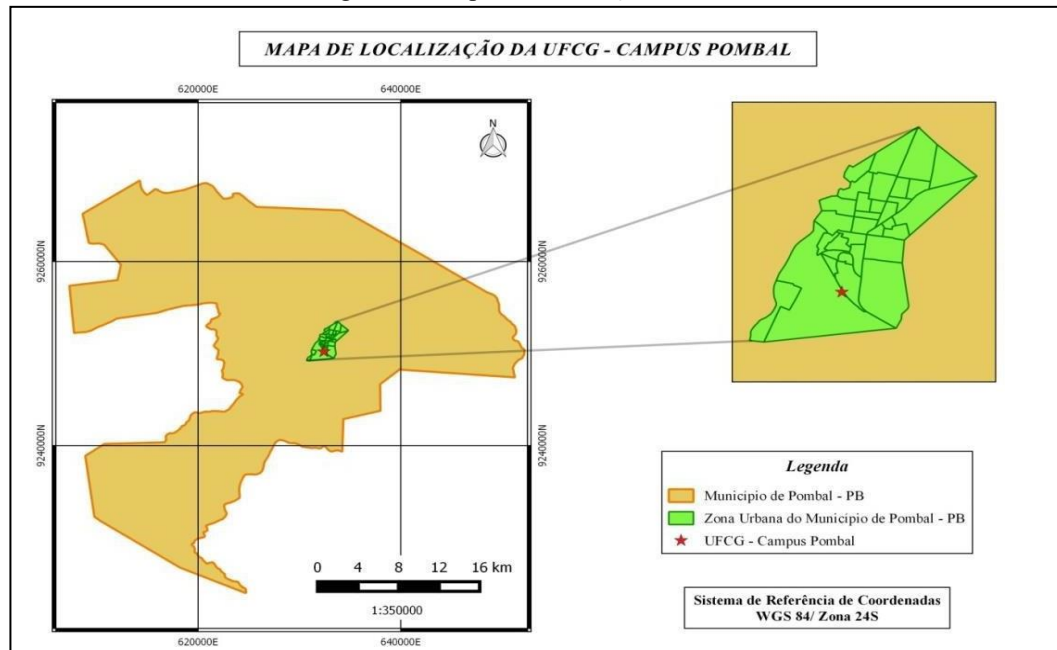 MAPA DE LOCALIZAÇÃO DA UFCG - CAMPUS POMBAL
620000E
640000E
N
9260000N
9260000N
9240000N
9240000N
0 4 8 12 16 km
1:350000
620000E
640000E
Legenda
Município de Pombal - PB
Zona Urbana do Município de Pombal - PB
UFCG - Campus Pombal
Sistema de Referência de Coordenadas
WGS 84/ Zona 24S